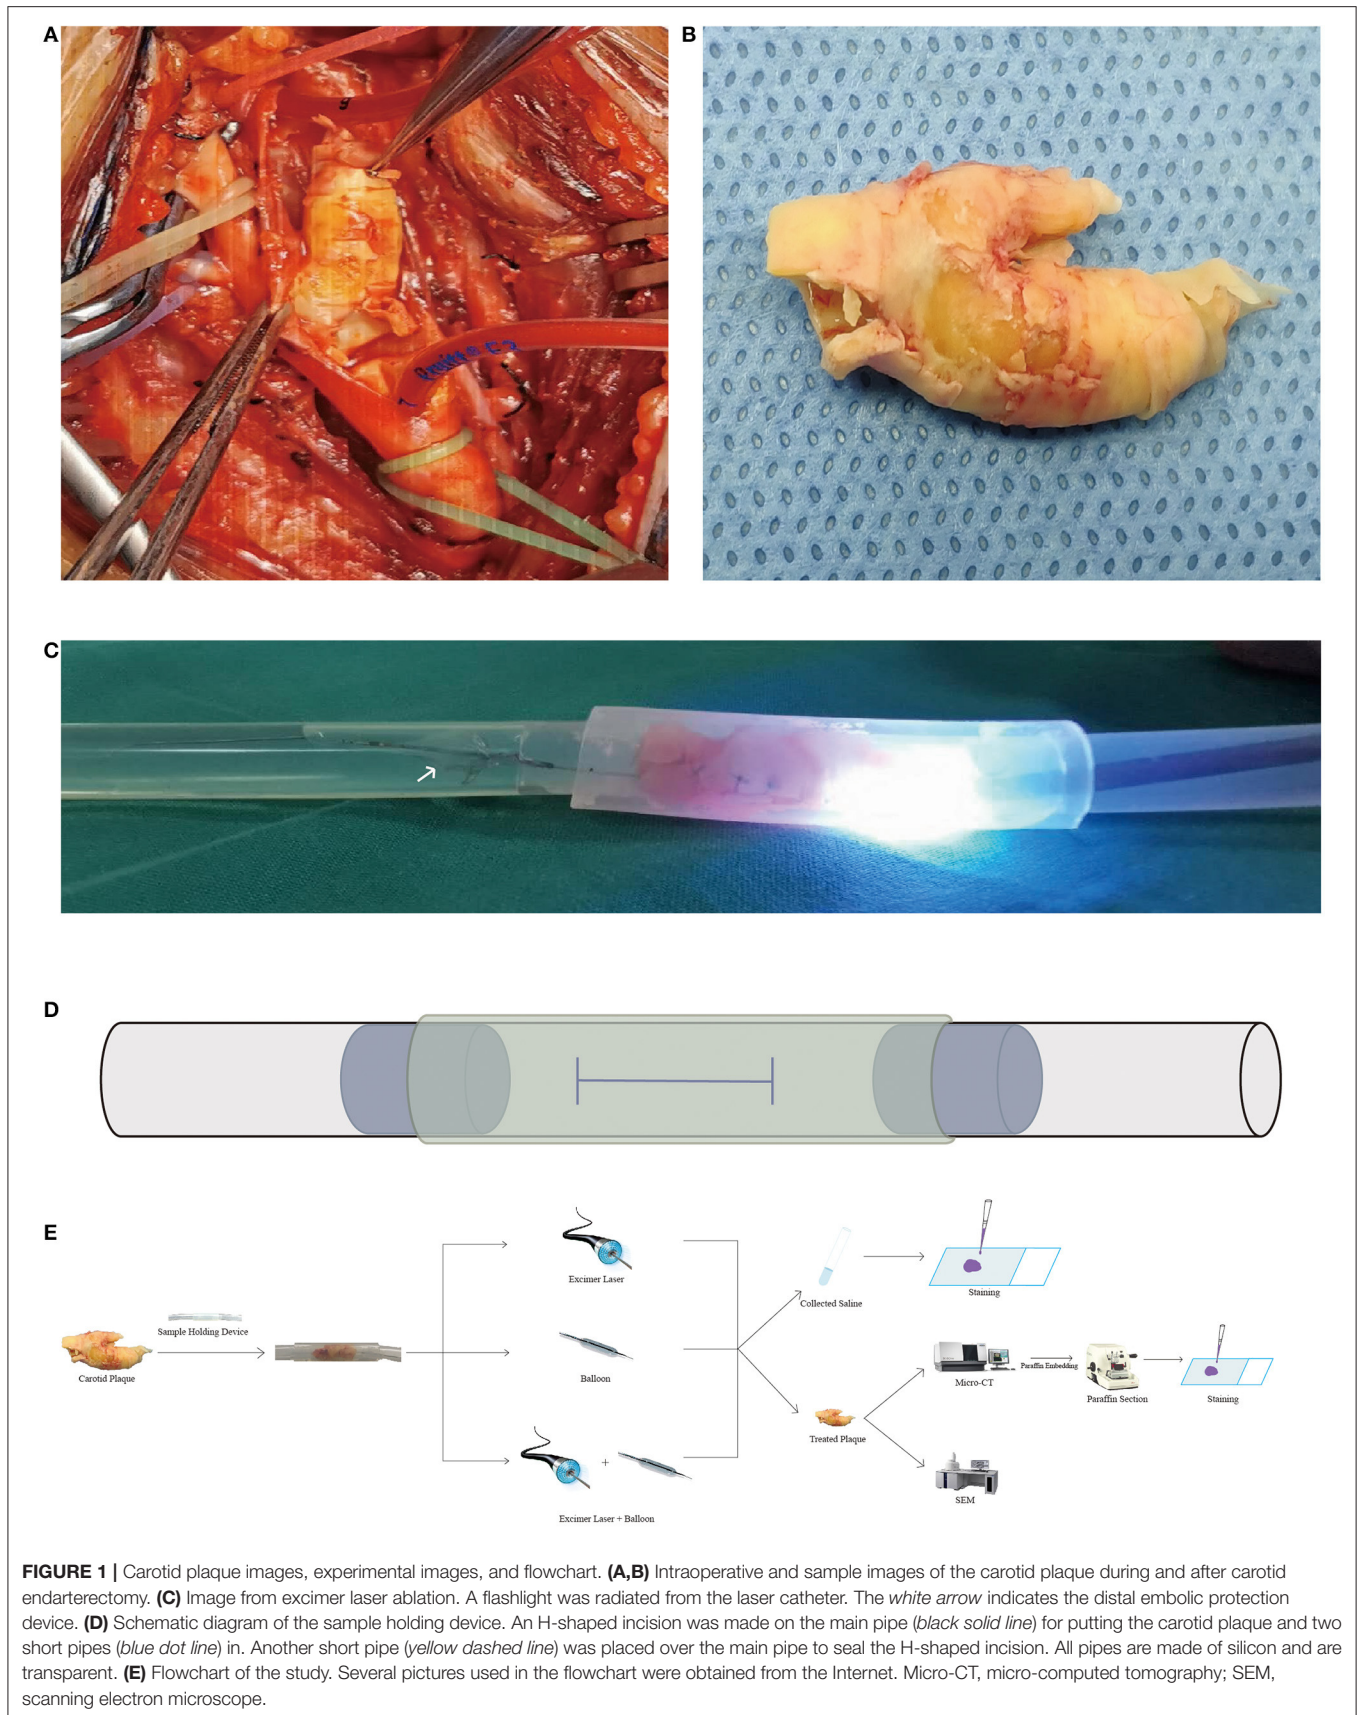 A
B
C
D
E
Excimer Laser
Collected Saline
Staining
Sample Holding Device
Carotid Plaque
Balloon
Micro-CT
Paraffin Embedding
Paraffin Section
Staining
Treated Plaque
SEM
+
Excimer Laser + Balloon
FIGURE 1 | Carotid plaque images, experimental images, and flowchart. (A,B) Intraoperative and sample images of the carotid plaque during and after carotid
endarterectomy. (C) Image from excimer laser ablation. A flashlight was radiated from the laser catheter. The white arrow indicates the distal embolic protection
device. (D) Schematic diagram of the sample holding device. An H-shaped incision was made on the main pipe (black solid line) for putting the carotid plaque and two
short pipes (blue dot line) in. Another short pipe (yellow dashed line) was placed over the main pipe to seal the H-shaped incision. All pipes are made of silicon and are
transparent. (E) Flowchart of the study. Several pictures used in the flowchart were obtained from the Internet. Micro-CT, micro-computed tomography; SEM,
scanning electron microscope.